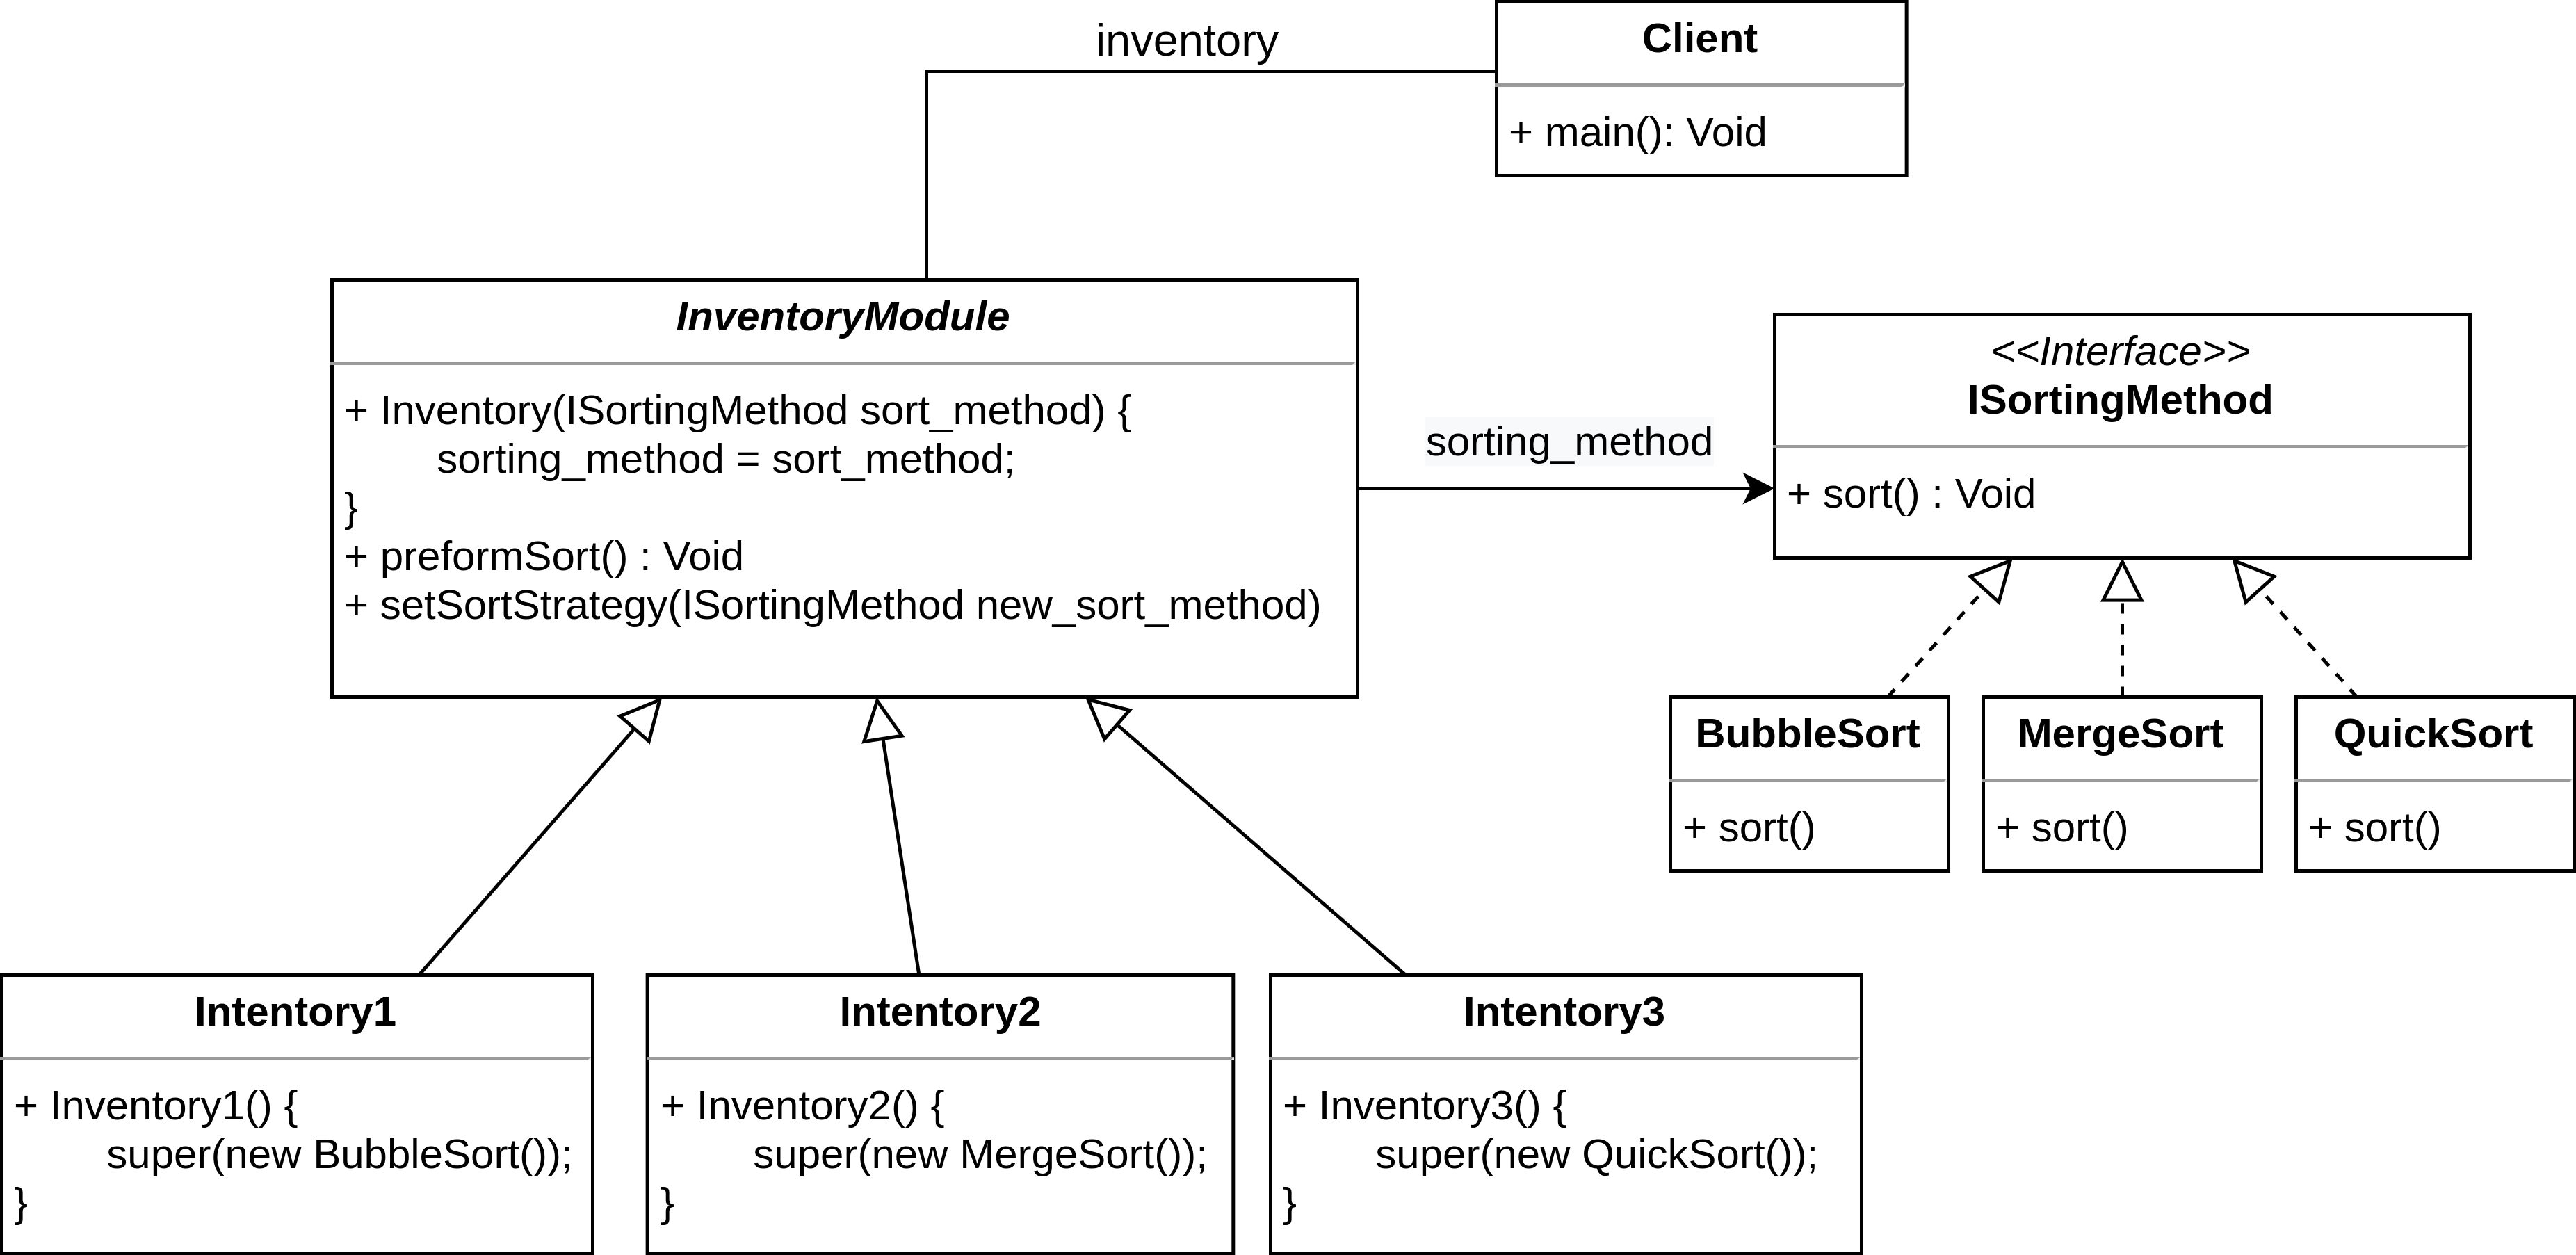 inventory
Client
+ main(): Void
InventoryModule
+ Inventory(ISortingMethod sort_method) {
sorting_method = sort_method;
}
+ preformSort() : Void
+ setSortStrategy(ISortingMethod new_sort_method)
sorting_method
<<Interface>>
ISortingMethod
+ sort() : Void
BubbleSort
+ sort()
MergeSort
+ sort()
QuickSort
+ sort()
Intentory1
+ Inventory1() {
super(new BubbleSort());
}
Intentory2
+ Inventory2() {
super(new MergeSort());
}
Intentory3
+ Inventory3() {
super(new QuickSort());
}